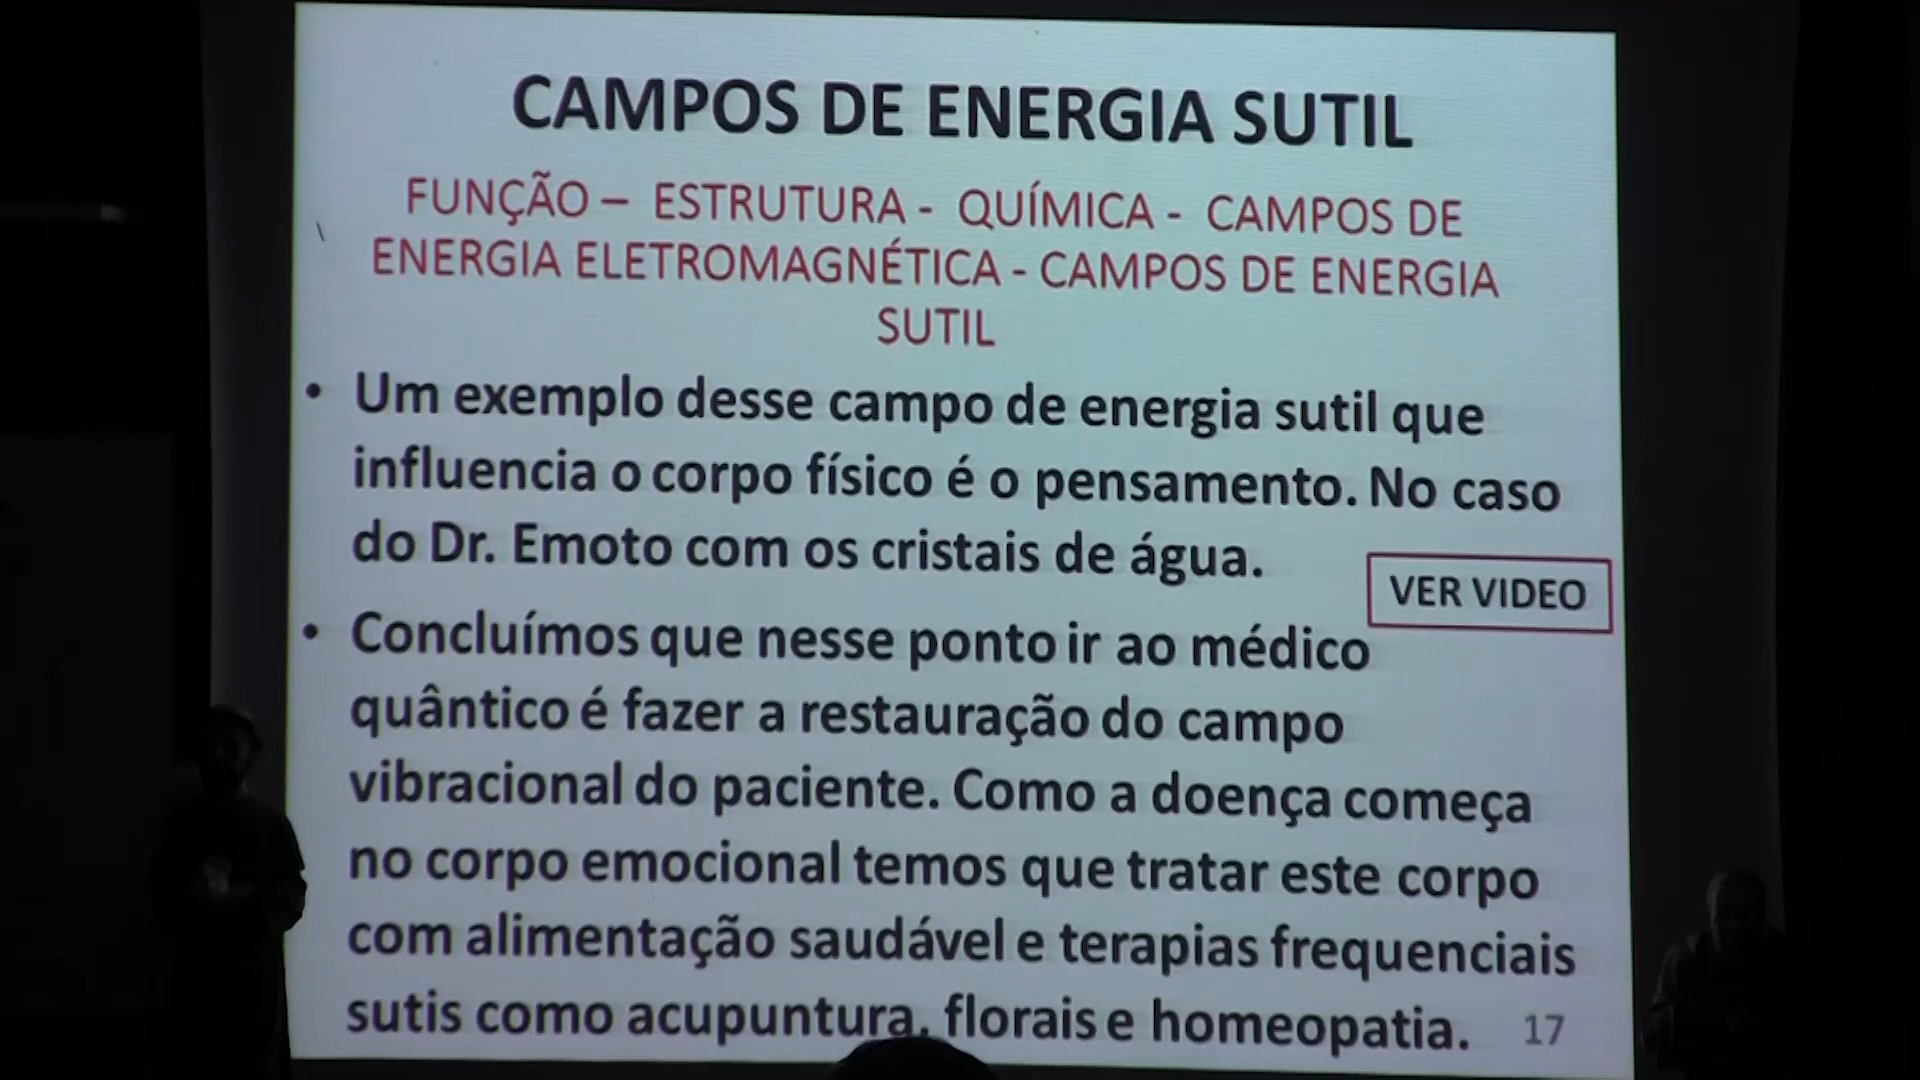 CAMPOS DE ENERGIA SUTIL
FUNÇÃO – ESTRUTURA - QUÍMICA - CAMPOS DE
ENERGIA ELETROMAGNÉTICA - CAMPOS DE ENERGIA
SUTIL
• Um exemplo desse campo de energia sutil que
influencia o corpo físico é o pensamento. No caso
do Dr. Emoto com os cristais de água.
VER VIDEO
• Concluímos que nesse ponto ir ao médico
quântico é fazer a restauração do campo
vibracional do paciente. Como a doença começa
no corpo emocional temos que tratar este corpo
com alimentação saudável e terapias frequenciais
sutis como acupuntura, florais e homeopatia.
17